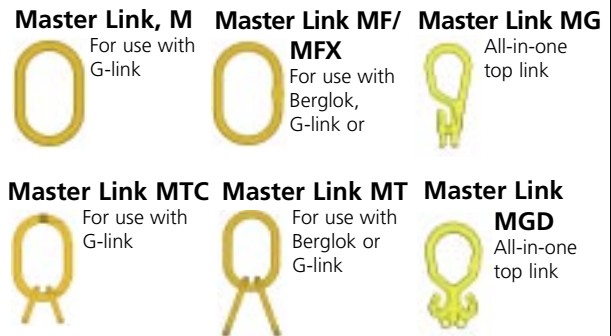 Master Link, M
For use with
G-link
Master Link MF/
MFX
For use with
Berglok,
G-link or
Master Link MG
All-in-one
top link
Master Link MTC
For use with
G-link
Master Link MT
For use with
Berglok or
G-link
Master Link
MGD
All-in-one
top link